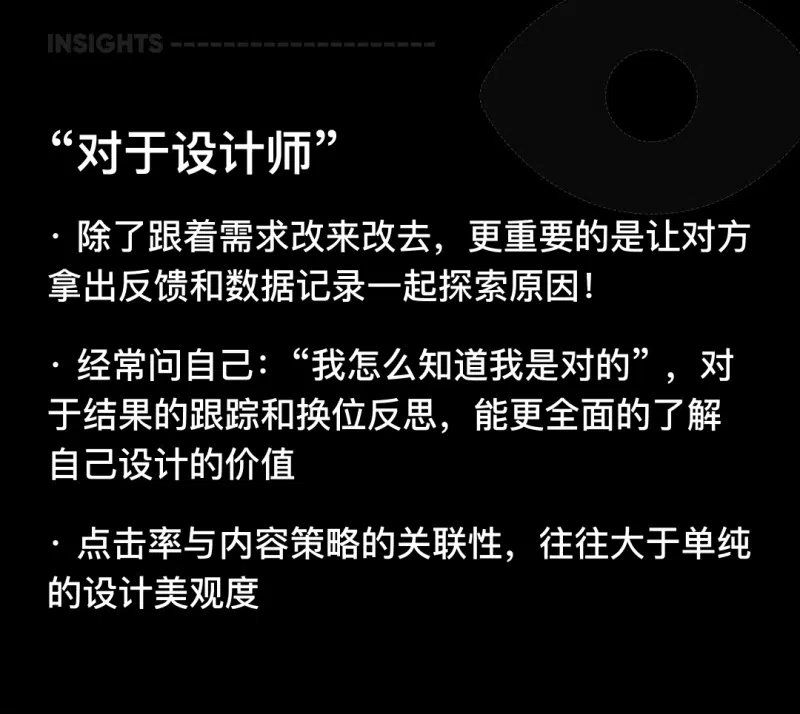 INSIGHTS --------------------
“对于设计师”
· 除了跟着需求改来改去，更重要的是让对方
拿出反馈和数据记录一起探索原因！
· 经常问自己：“我怎么知道我是对的”，对
于结果的跟踪和换位反思，能更全面的了解
自己设计的价值
· 点击率与内容策略的关联性，往往大于单纯
的设计美观度